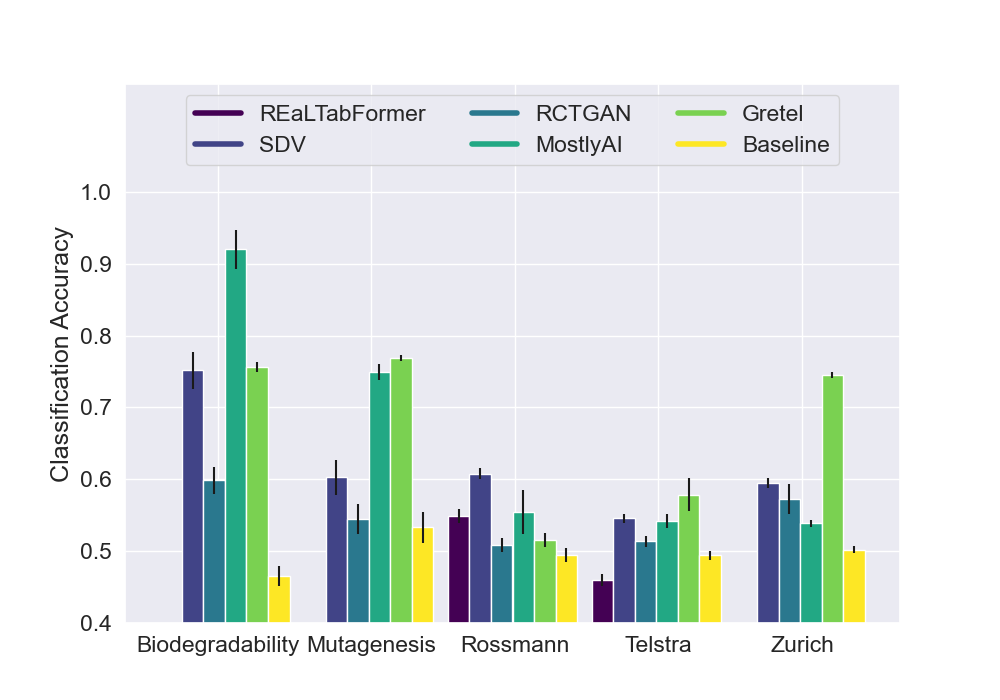 REaLTabFormer RCTGAN Gretel
SDV MostlyAI Baseline
Classification Accuracy
1.0
0.9
0.8
0.7
0.6
0.5
0.4
Biodegradability Mutagenesis Rossmann Telstra Zurich